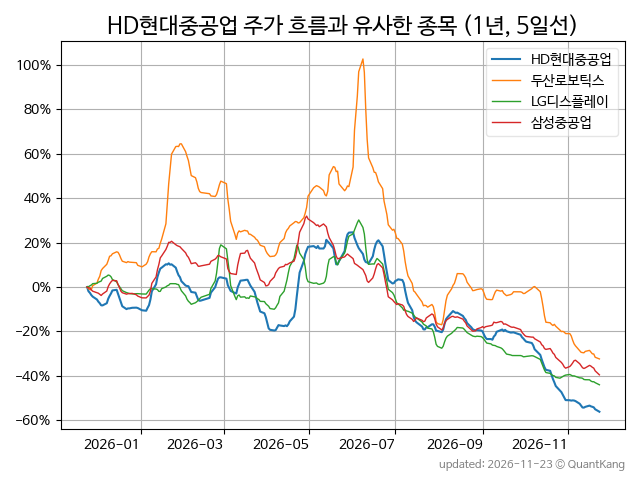 HD현대중공업 주가 흐름과 유사한 종목 (1년, 5일선)
HD현대중공업
두산로보틱스
LG디스플레이
삼성중공업
100%
80%
60%
40%
20%
0%
−20%
−40%
−60%
2026-01
2026-03
2026-05
2026-07
2026-09
2026-11
updated: 2026-11-23 ⓒ QuantKang